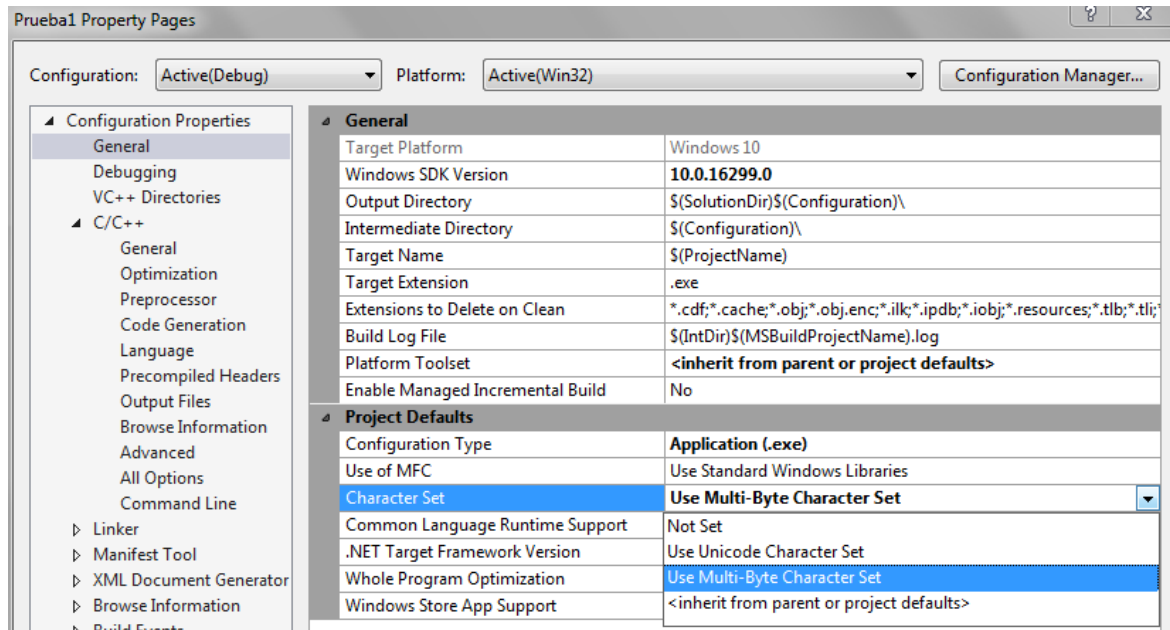 Prueba1 Property Pages
Configuration: Active(Debug) Platform: Active(Win32) Configuration Manager...
Configuration Properties
General
Debugging
VC++ Directories
C/C++
General
Optimization
Preprocessor
Code Generation
Language
Precompiled Headers
Output Files
Browse Information
Advanced
All Options
Command Line
Linker
Manifest Tool
XML Document Generator
Browse Information
Build Events
General
Target Platform Windows 10
Windows SDK Version 10.0.16299.0
Output Directory $(SolutionDir)$(Configuration)\
Intermediate Directory $(Configuration)\
Target Name $(ProjectName)
Target Extension .exe
Extensions to Delete on Clean *.cdf;*.cache;*.obj;*.obj.enc;*.ilk;*.ipdb;*.iobj;*.resources;*.tlb;*.tli;*
Build Log File $(IntDir)$(MSBuildProjectName).log
Platform Toolset <inherit from parent or project defaults>
Enable Managed Incremental Build No
Project Defaults
Configuration Type Application (.exe)
Use of MFC Use Standard Windows Libraries
Character Set Use Multi-Byte Character Set
Common Language Runtime Support Not Set
.NET Target Framework Version Use Unicode Character Set
Whole Program Optimization Use Multi-Byte Character Set
Windows Store App Support <inherit from parent or project defaults>